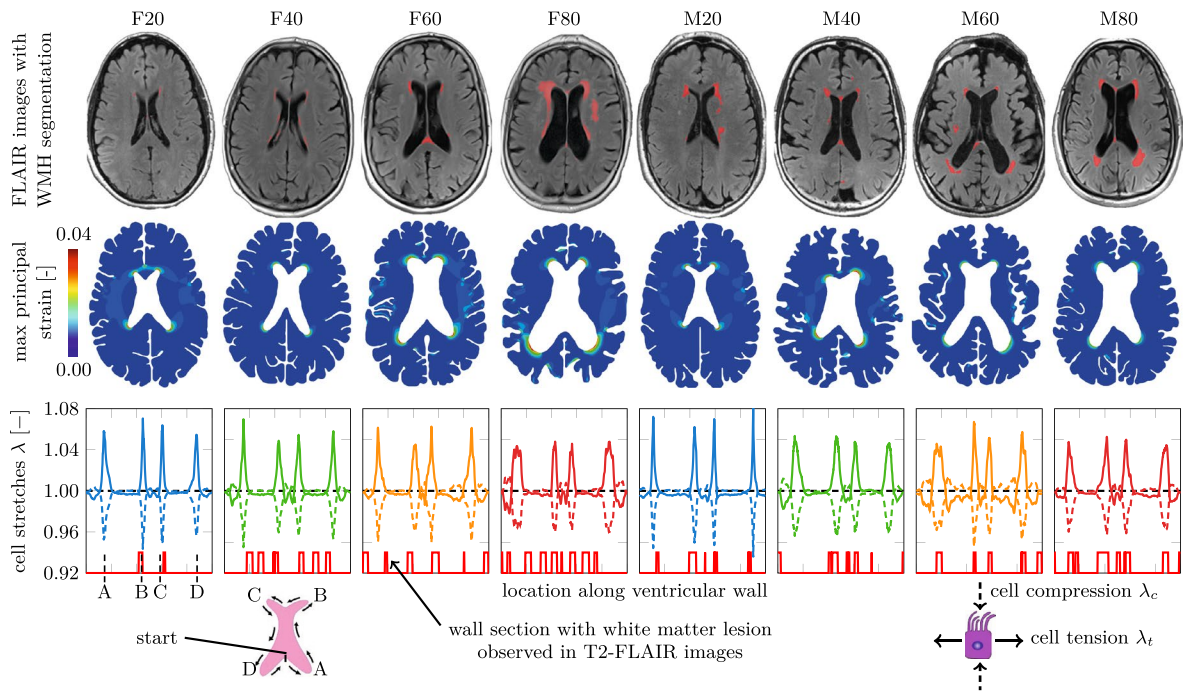 F20 F40 F60 F80 M20 M40 M60 M80
FLAIR images with
WMH segmentation
max principal
strain [-]
0.04
0.00
cell stretches λ [−]
1.08
1.04
1.00
0.96
0.92
A B C D
location along ventricular wall
cell compression λc
C B
start
D A
wall section with white matter lesion
observed in T2-FLAIR images
cell tension λt